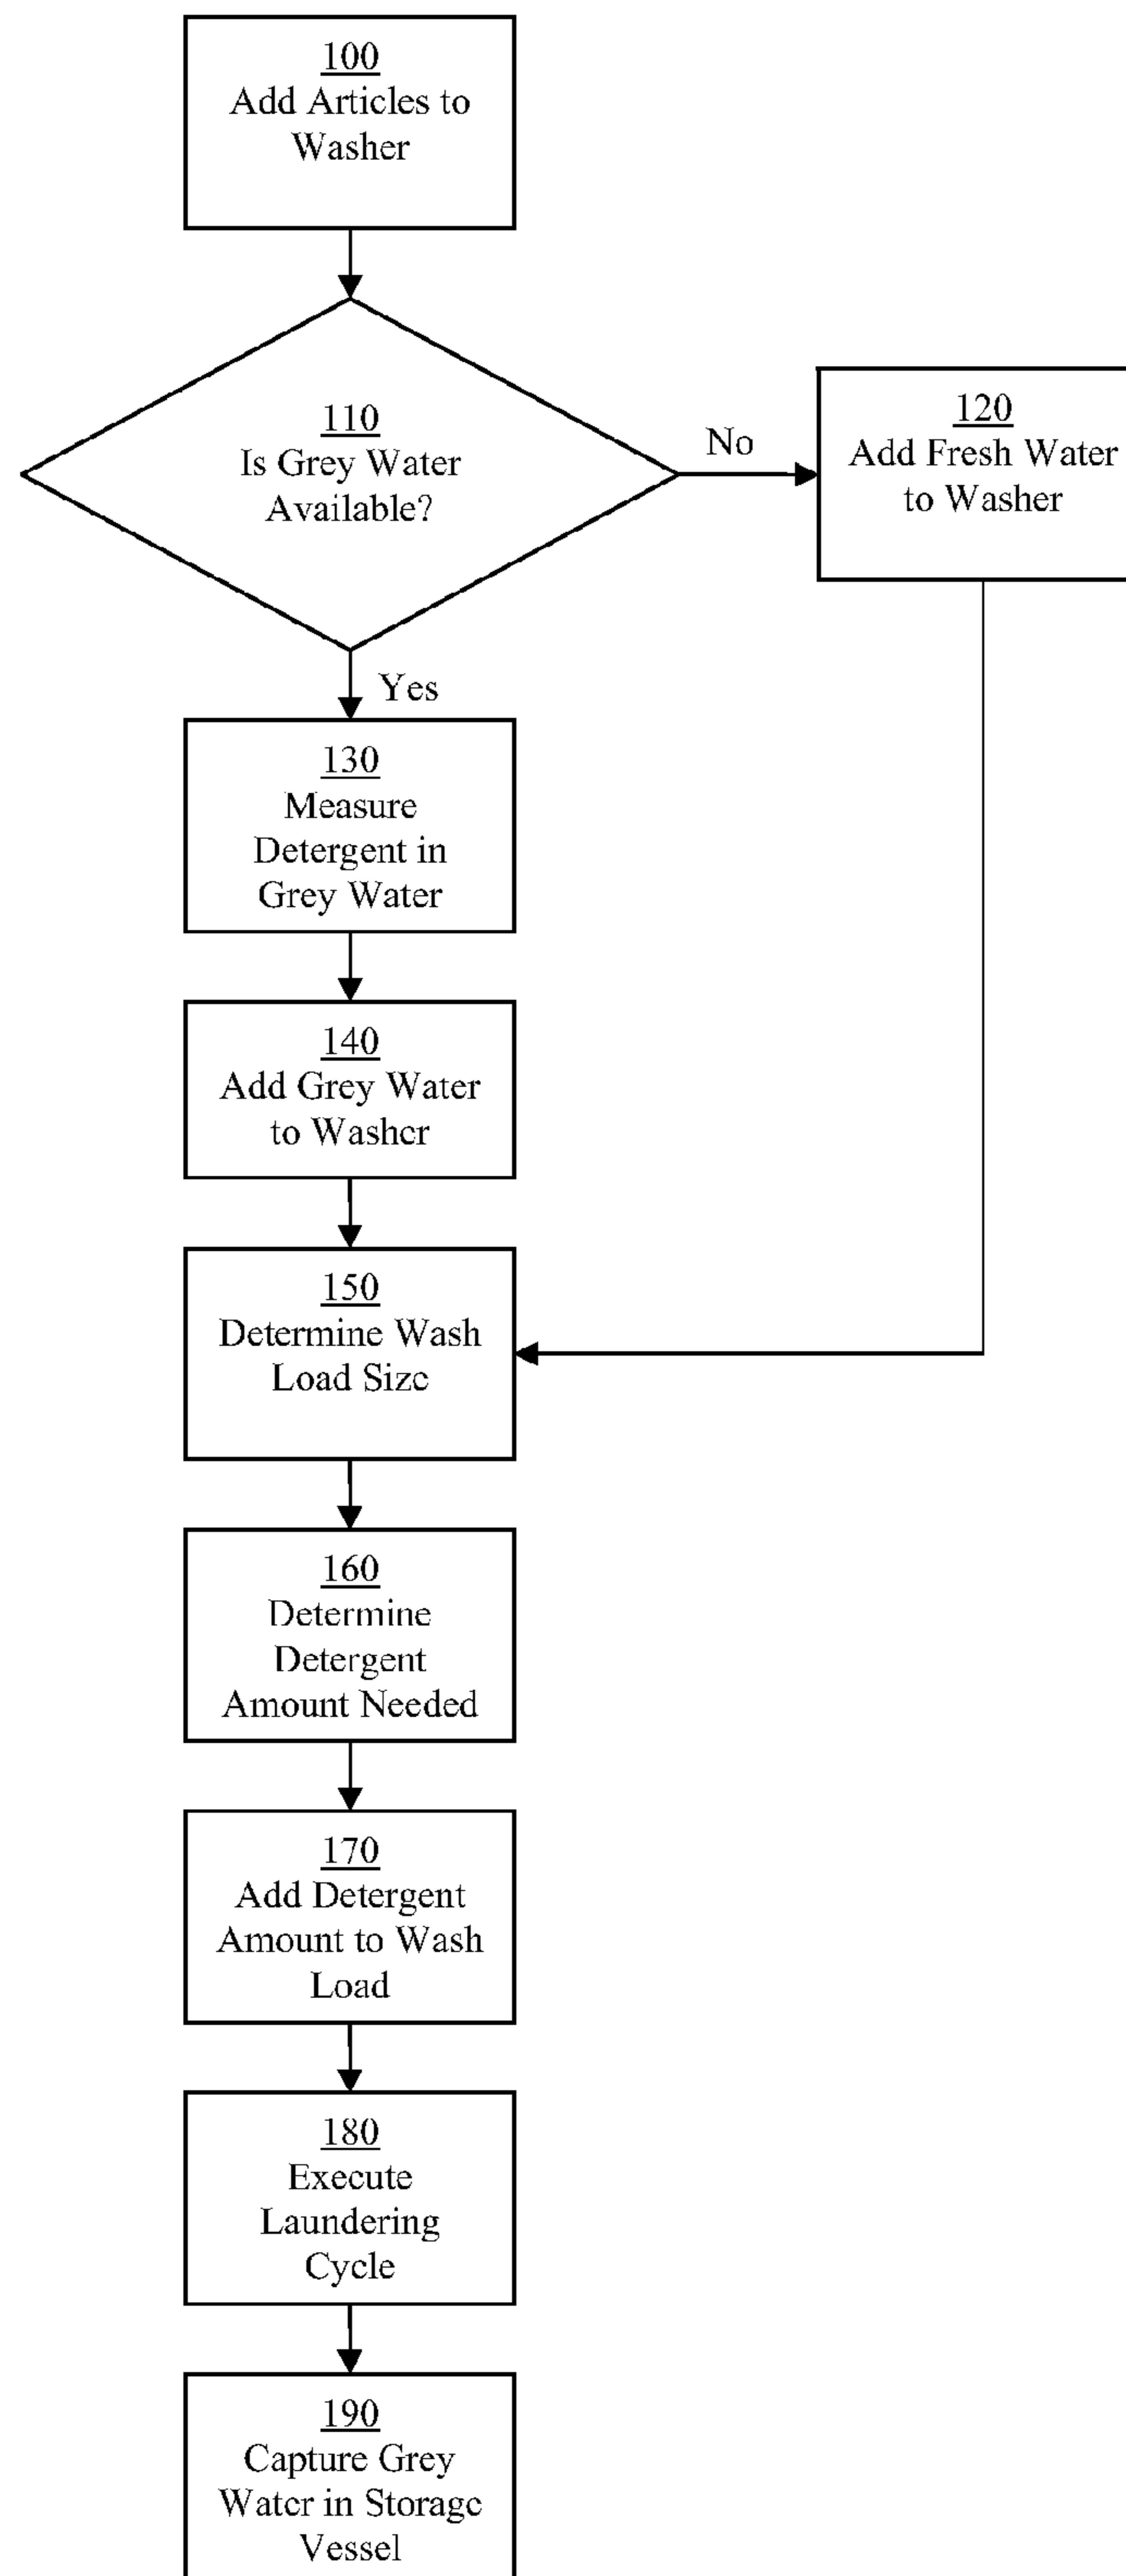 100
Add Articles to
Washer
110
Is Grey Water
Available?
No
120
Add Fresh Water
to Washer
Yes
130
Measure
Detergent in
Grey Water
140
Add Grey Water
to Washer
150
Determine Wash
Load Size
160
Determine
Detergent
Amount Needed
170
Add Detergent
Amount to Wash
Load
180
Execute
Laundering
Cycle
190
Capture Grey
Water in Storage
Vessel